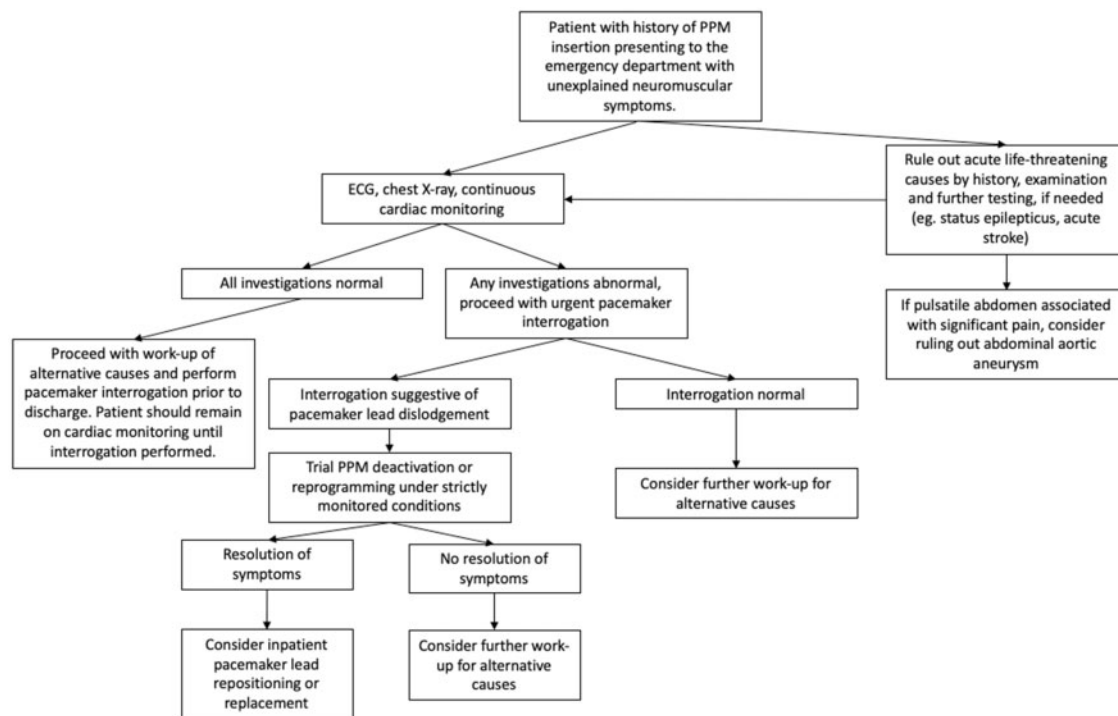 Patient with history of PPM
insertion presenting to the
emergency department with
unexplained neuromuscular
symptoms.
Rule out acute life-threatening
causes by history, examination
and further testing, if needed
(eg. status epilepticus, acute
stroke)
ECG, chest X-ray, continuous
cardiac monitoring
All investigations normal
Any investigations abnormal,
proceed with urgent pacemaker
interrogation
If pulsatile abdomen associated
with significant pain, consider
ruling out abdominal aortic
aneurysm
Proceed with work-up of
alternative causes and perform
pacemaker interrogation prior to
discharge. Patient should remain
on cardiac monitoring until
interrogation performed.
Interrogation suggestive of
pacemaker lead dislodgement
Interrogation normal
Trial PPM deactivation or
reprogramming under strictly
monitored conditions
Consider further work-up for
alternative causes
Resolution of
symptoms
No resolution of
symptoms
Consider inpatient
pacemaker lead
repositioning or
replacement
Consider further work-
up for alternative
causes